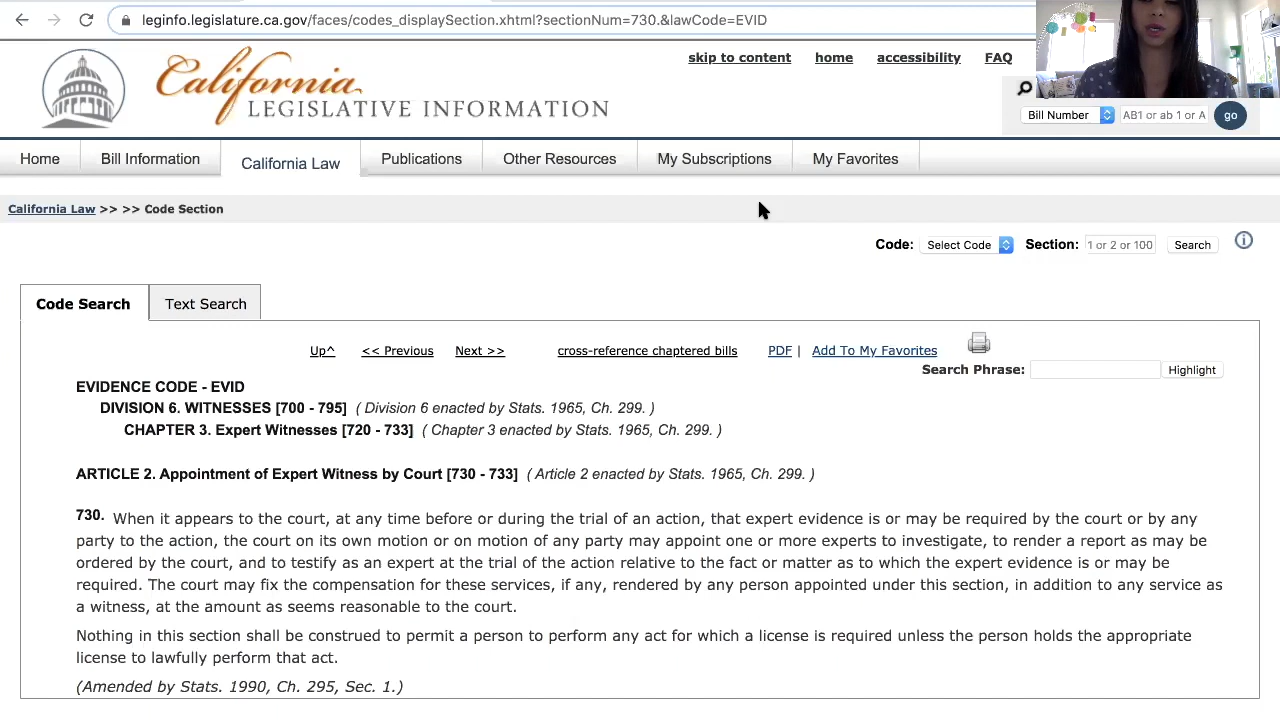 leginfo.legislature.ca.gov/faces/codes_displaySection.xhtml?sectionNum=730.&lawCode=EVID
skip to content home accessibility FAQ
California
LEGISLATIVE INFORMATION
Bill Number AB1 or ab 1 or A go
Home Bill Information California Law Publications Other Resources My Subscriptions My Favorites
California Law >> >> Code Section
Code: Select Code Section: 1 or 2 or 100 Search
Code Search Text Search
Up^ << Previous Next >> cross-reference chaptered bills PDF | Add To My Favorites
Search Phrase: Highlight
EVIDENCE CODE - EVID
DIVISION 6. WITNESSES [700 - 795] ( Division 6 enacted by Stats. 1965, Ch. 299. )
CHAPTER 3. Expert Witnesses [720 - 733] ( Chapter 3 enacted by Stats. 1965, Ch. 299. )
ARTICLE 2. Appointment of Expert Witness by Court [730 - 733] ( Article 2 enacted by Stats. 1965, Ch. 299. )
730. When it appears to the court, at any time before or during the trial of an action, that expert evidence is or may be required by the court or by any
party to the action, the court on its own motion or on motion of any party may appoint one or more experts to investigate, to render a report as may be
ordered by the court, and to testify as an expert at the trial of the action relative to the fact or matter as to which the expert evidence is or may be
required. The court may fix the compensation for these services, if any, rendered by any person appointed under this section, in addition to any service as
a witness, at the amount as seems reasonable to the court.
Nothing in this section shall be construed to permit a person to perform any act for which a license is required unless the person holds the appropriate
license to lawfully perform that act.
(Amended by Stats. 1990, Ch. 295, Sec. 1.)